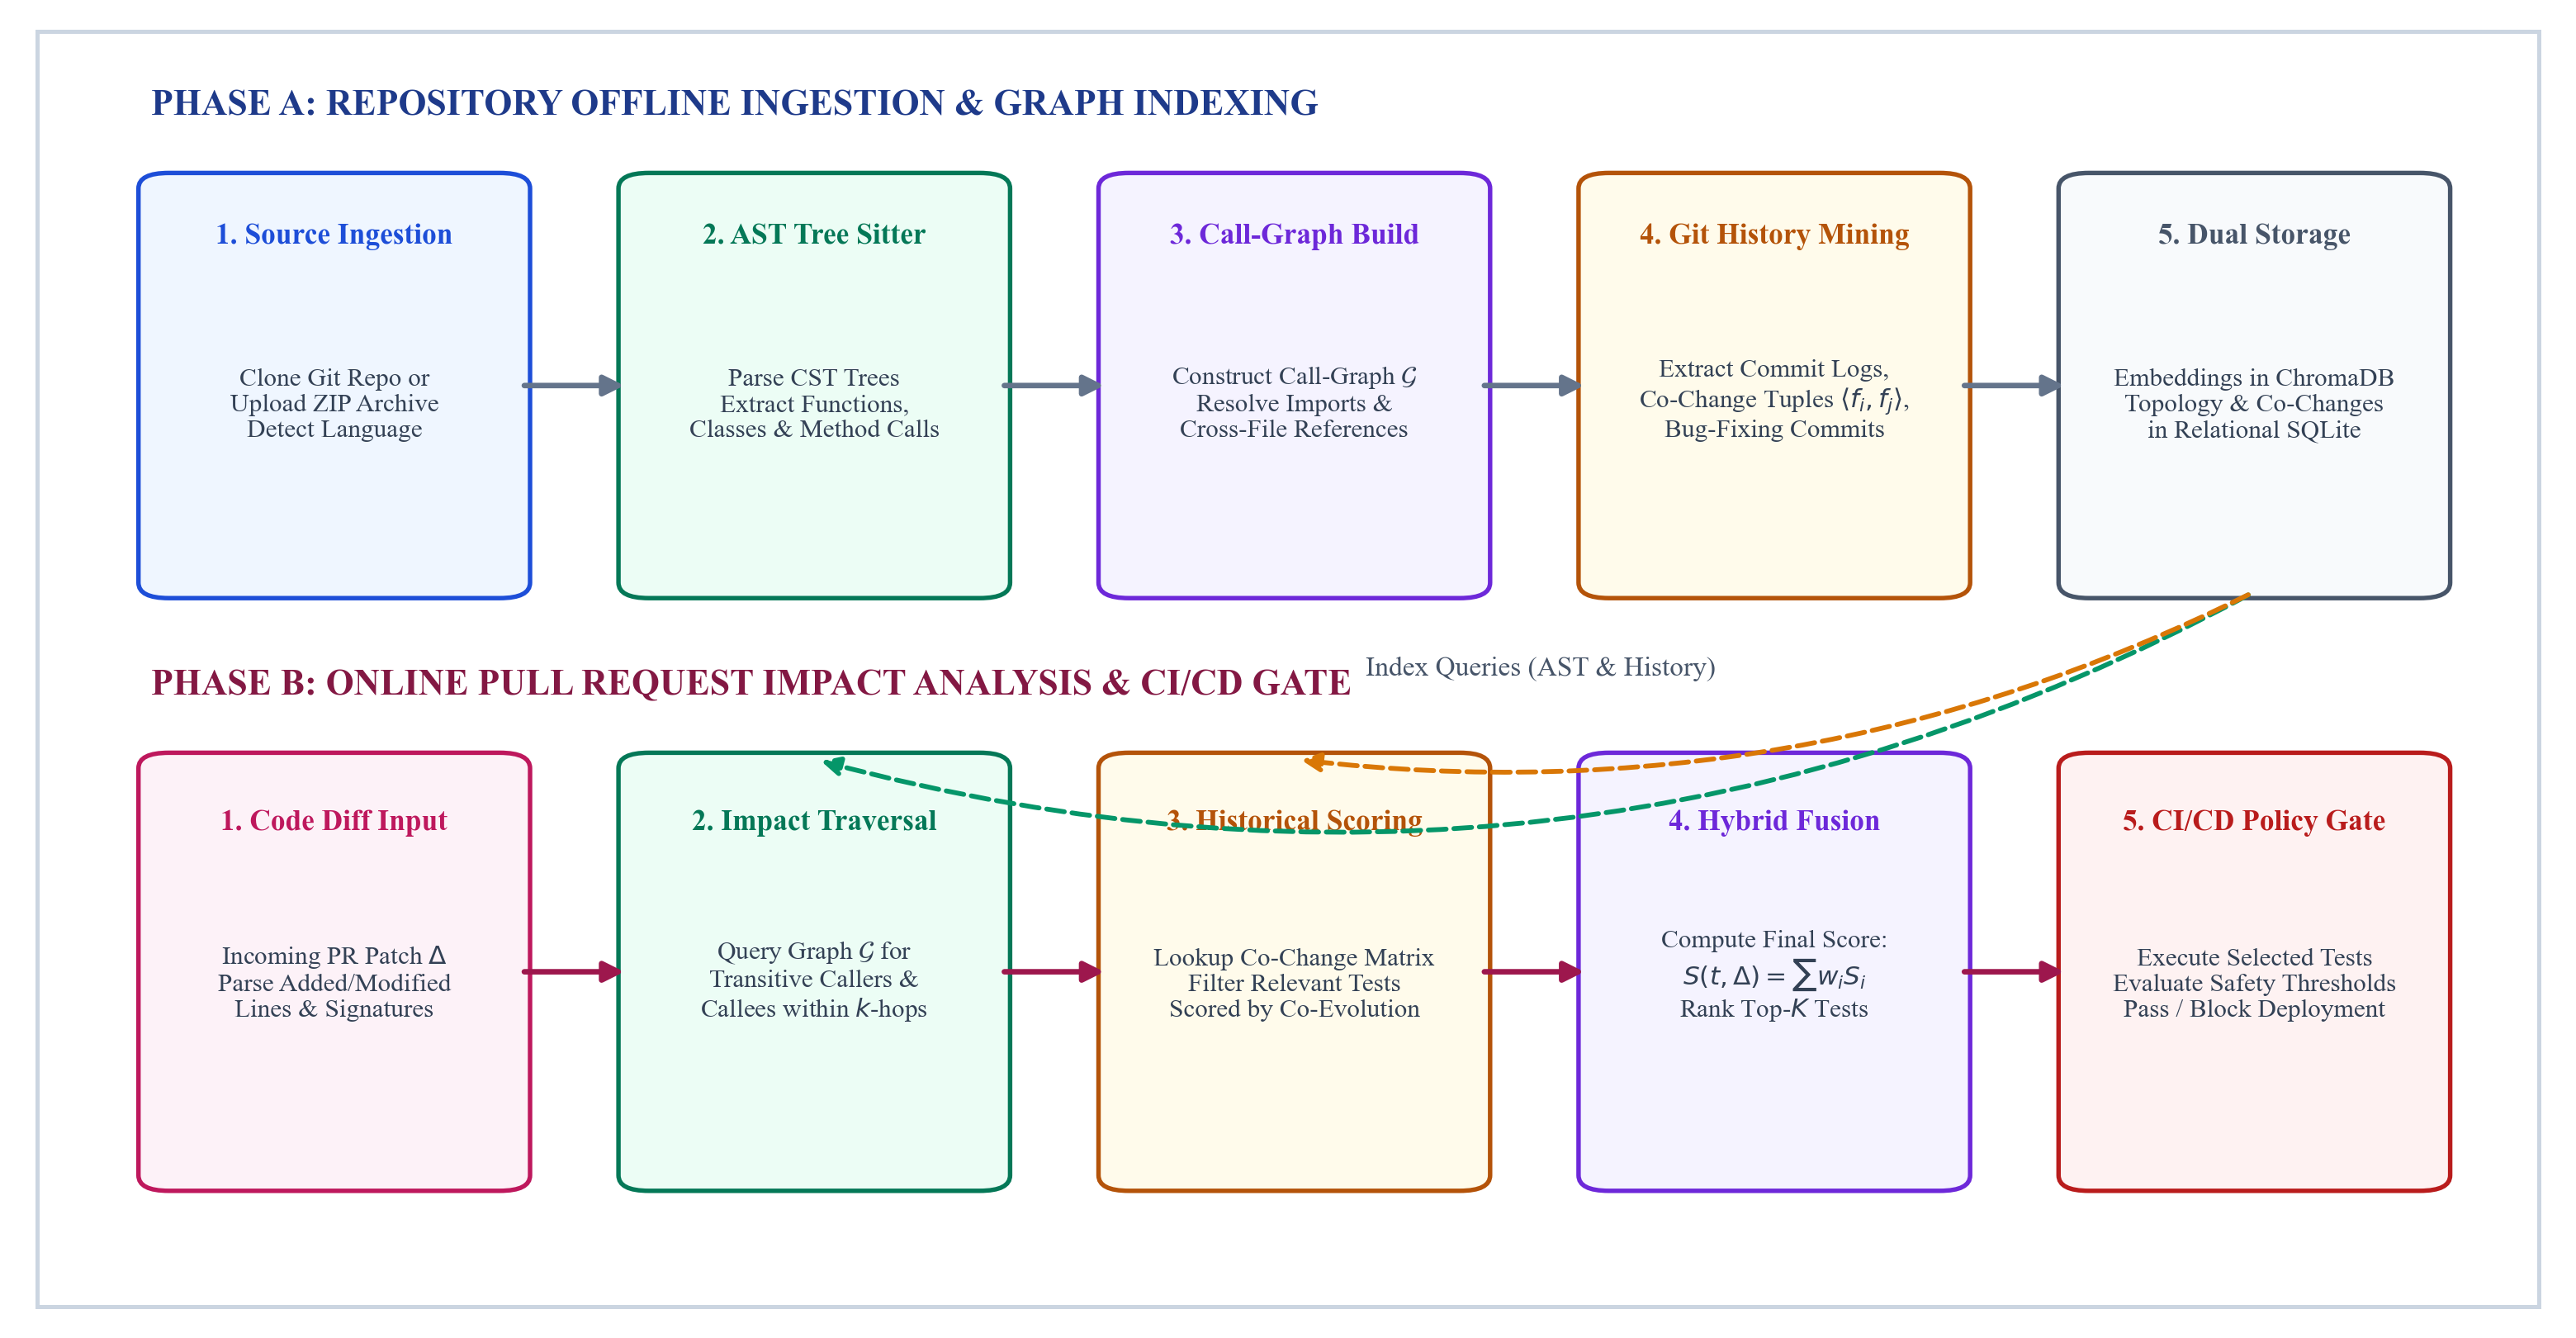 PHASE A: REPOSITORY OFFLINE INGESTION & GRAPH INDEXING
1. Source Ingestion
Clone Git Repo or
Upload ZIP Archive
Detect Language
2. AST Tree Sitter
Parse CST Trees
Extract Functions,
Classes & Method Calls
3. Call-Graph Build
Construct Call-Graph 𝒢
Resolve Imports &
Cross-File References
4. Git History Mining
Extract Commit Logs,
Co-Change Tuples ⟨f_i, f_j⟩,
Bug-Fixing Commits
5. Dual Storage
Embeddings in ChromaDB
Topology & Co-Changes
in Relational SQLite
PHASE B: ONLINE PULL REQUEST IMPACT ANALYSIS & CI/CD GATE
Index Queries (AST & History)
1. Code Diff Input
Incoming PR Patch Δ
Parse Added/Modified
Lines & Signatures
2. Impact Traversal
Query Graph 𝒢 for
Transitive Callers &
Callees within k-hops
3. Historical Scoring
Lookup Co-Change Matrix
Filter Relevant Tests
Scored by Co-Evolution
4. Hybrid Fusion
Compute Final Score:
S(t, Δ) = ∑ w_i S_i
Rank Top-K Tests
5. CI/CD Policy Gate
Execute Selected Tests
Evaluate Safety Thresholds
Pass / Block Deployment